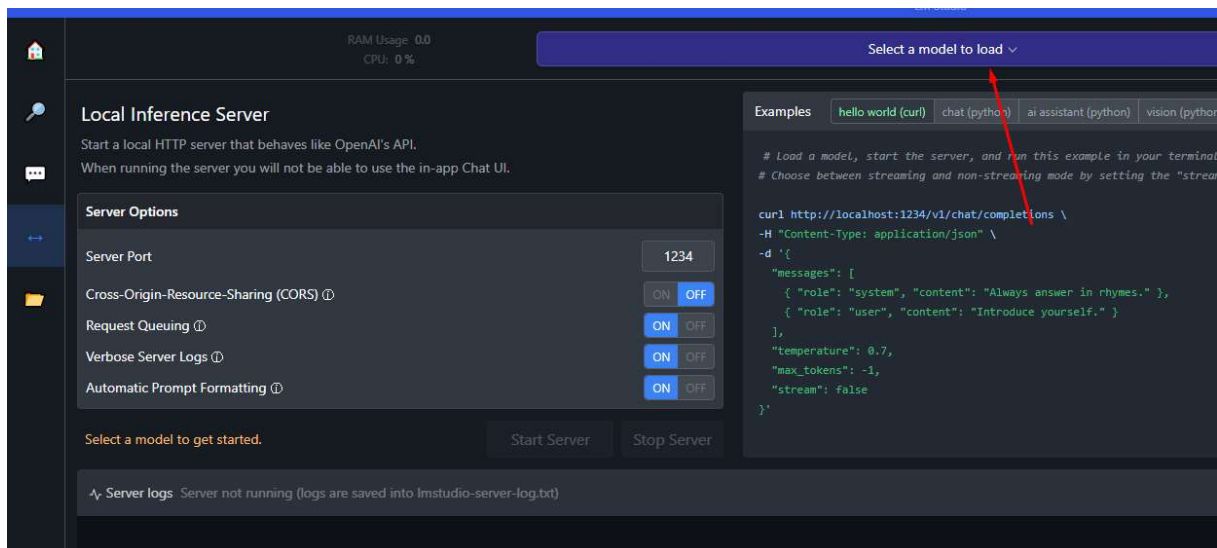 RAM Usage 0.0
CPU: 0 %
Select a model to load
Local Inference Server
Start a local HTTP server that behaves like OpenAI's API.
When running the server you will not be able to use the in-app Chat UI.
Server Options
Server Port 1234
Cross-Origin-Resource-Sharing (CORS) ON OFF
Request Queuing ON OFF
Verbose Server Logs ON OFF
Automatic Prompt Formatting ON OFF
Select a model to get started. Start Server Stop Server
Server logs Server not running (logs are saved into lmstudio-server-log.txt)
Examples hello world (curl) chat (python) ai assistant (python) vision (python
# Load a model, start the server, and run this example in your terminal
# Choose between streaming and non-streaming mode by setting the "strea
curl http://localhost:1234/v1/chat/completions \
-H "Content-Type: application/json" \
-d '{
"messages": [
{ "role": "system", "content": "Always answer in rhymes." },
{ "role": "user", "content": "Introduce yourself." }
],
"temperature": 0.7,
"max_tokens": -1,
"stream": false
}'